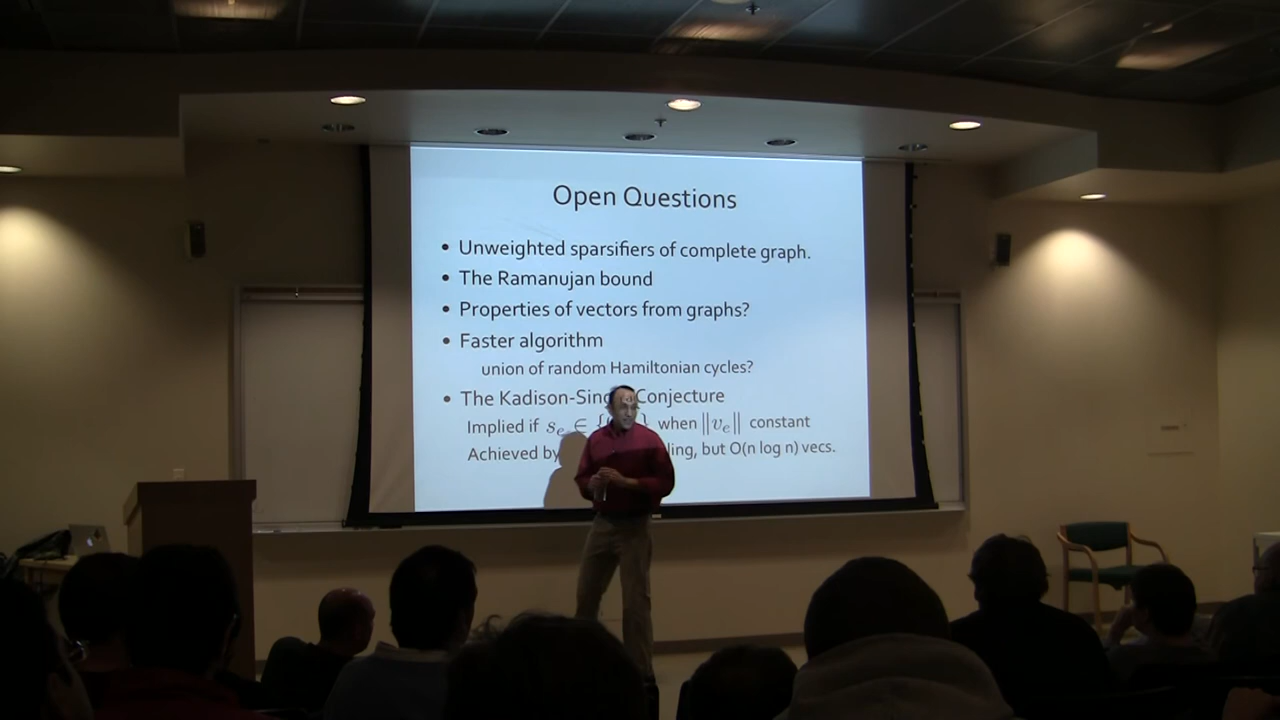 Open Questions
• Unweighted sparsifiers of complete graph.
• The Ramanujan bound
• Properties of vectors from graphs?
• Faster algorithm
union of random Hamiltonian cycles?
• The Kadison-Sing Conjecture
Implied if s_e ∈ { } when ‖v_e‖ constant
Achieved by ling, but O(n log n) vecs.